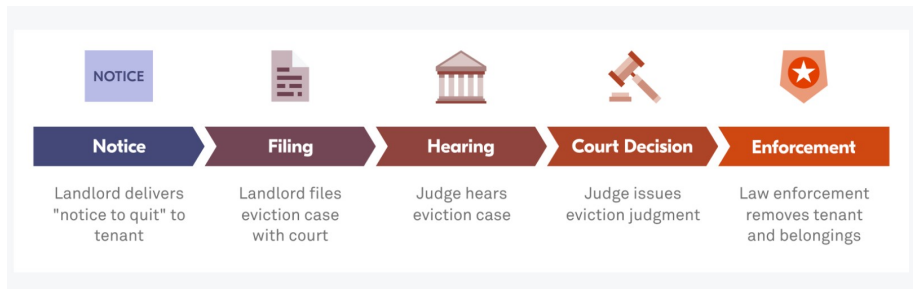 NOTICE
Notice
Filing
Hearing
Court Decision
Enforcement
Landlord delivers
"notice to quit" to
tenant
Landlord files
eviction case
with court
Judge hears
eviction case
Judge issues
eviction judgment
Law enforcement
removes tenant
and belongings